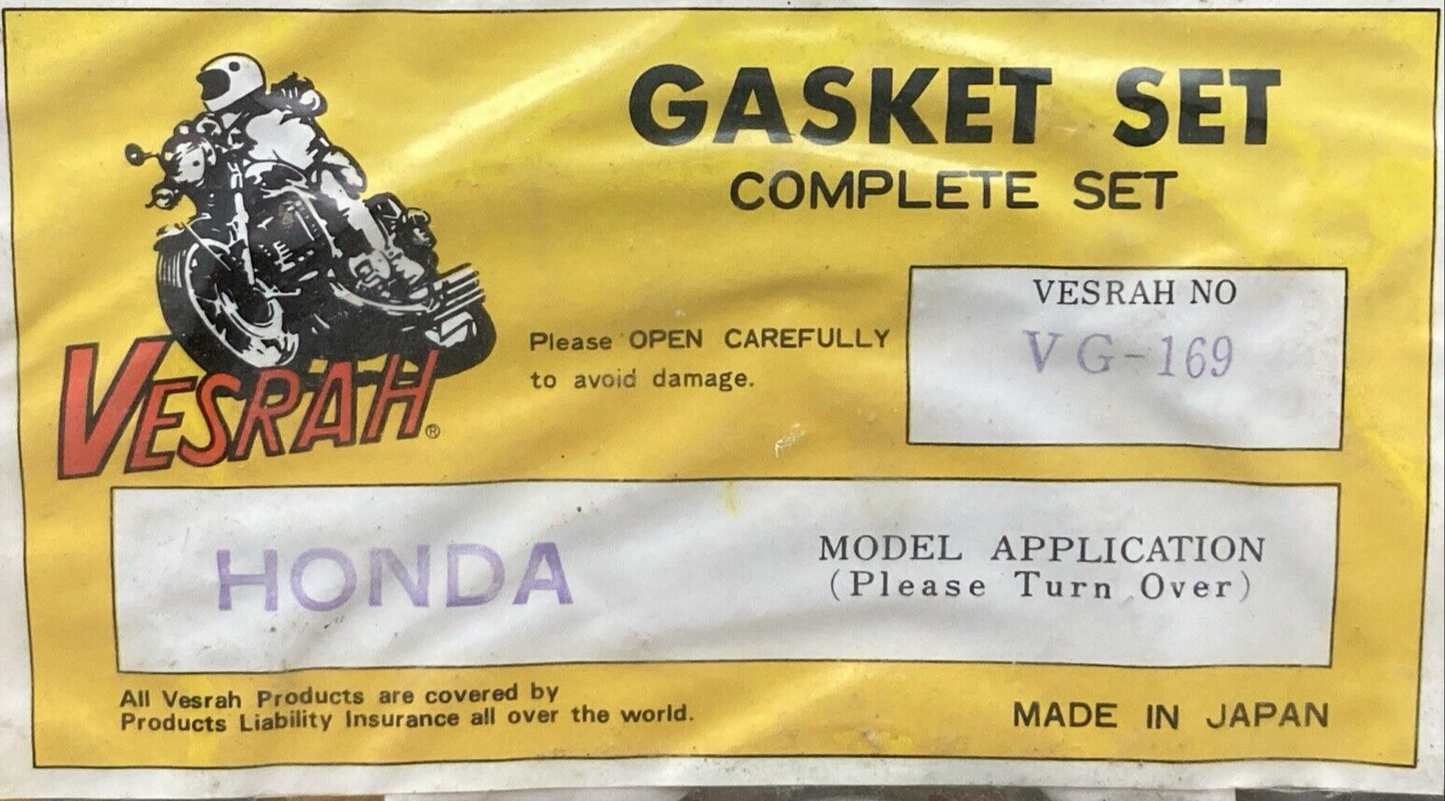 GASKET SET
COMPLETE SET
VESRAH®
Please OPEN CAREFULLY
to avoid damage.
VESRAH NO
VG-169
HONDA
MODEL APPLICATION
(Please Turn Over)
All Vesrah Products are covered by
Products Liability Insurance all over the world.
MADE IN JAPAN